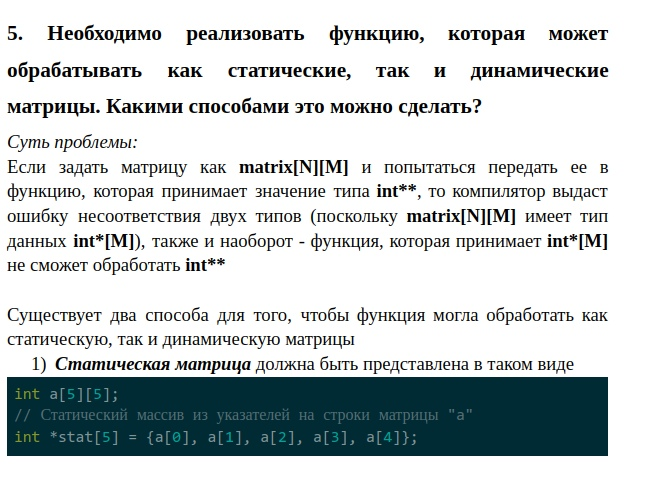 5. Необходимо реализовать функцию, которая может
обрабатывать как статические, так и динамические
матрицы. Какими способами это можно сделать?
Суть проблемы:
Если задать матрицу как matrix[N][M] и попытаться передать ее в
функцию, которая принимает значение типа int**, то компилятор выдаст
ошибку несоответствия двух типов (поскольку matrix[N][M] имеет тип
данных int*[M]), также и наоборот - функция, которая принимает int*[M]
не сможет обработать int**
Существует два способа для того, чтобы функция могла обработать как
статическую, так и динамическую матрицы
1) Статическая матрица должна быть представлена в таком виде
int a[5][5];
// Статический массив из указателей на строки матрицы "a"
int *stat[5] = {a[0], a[1], a[2], a[3], a[4]};